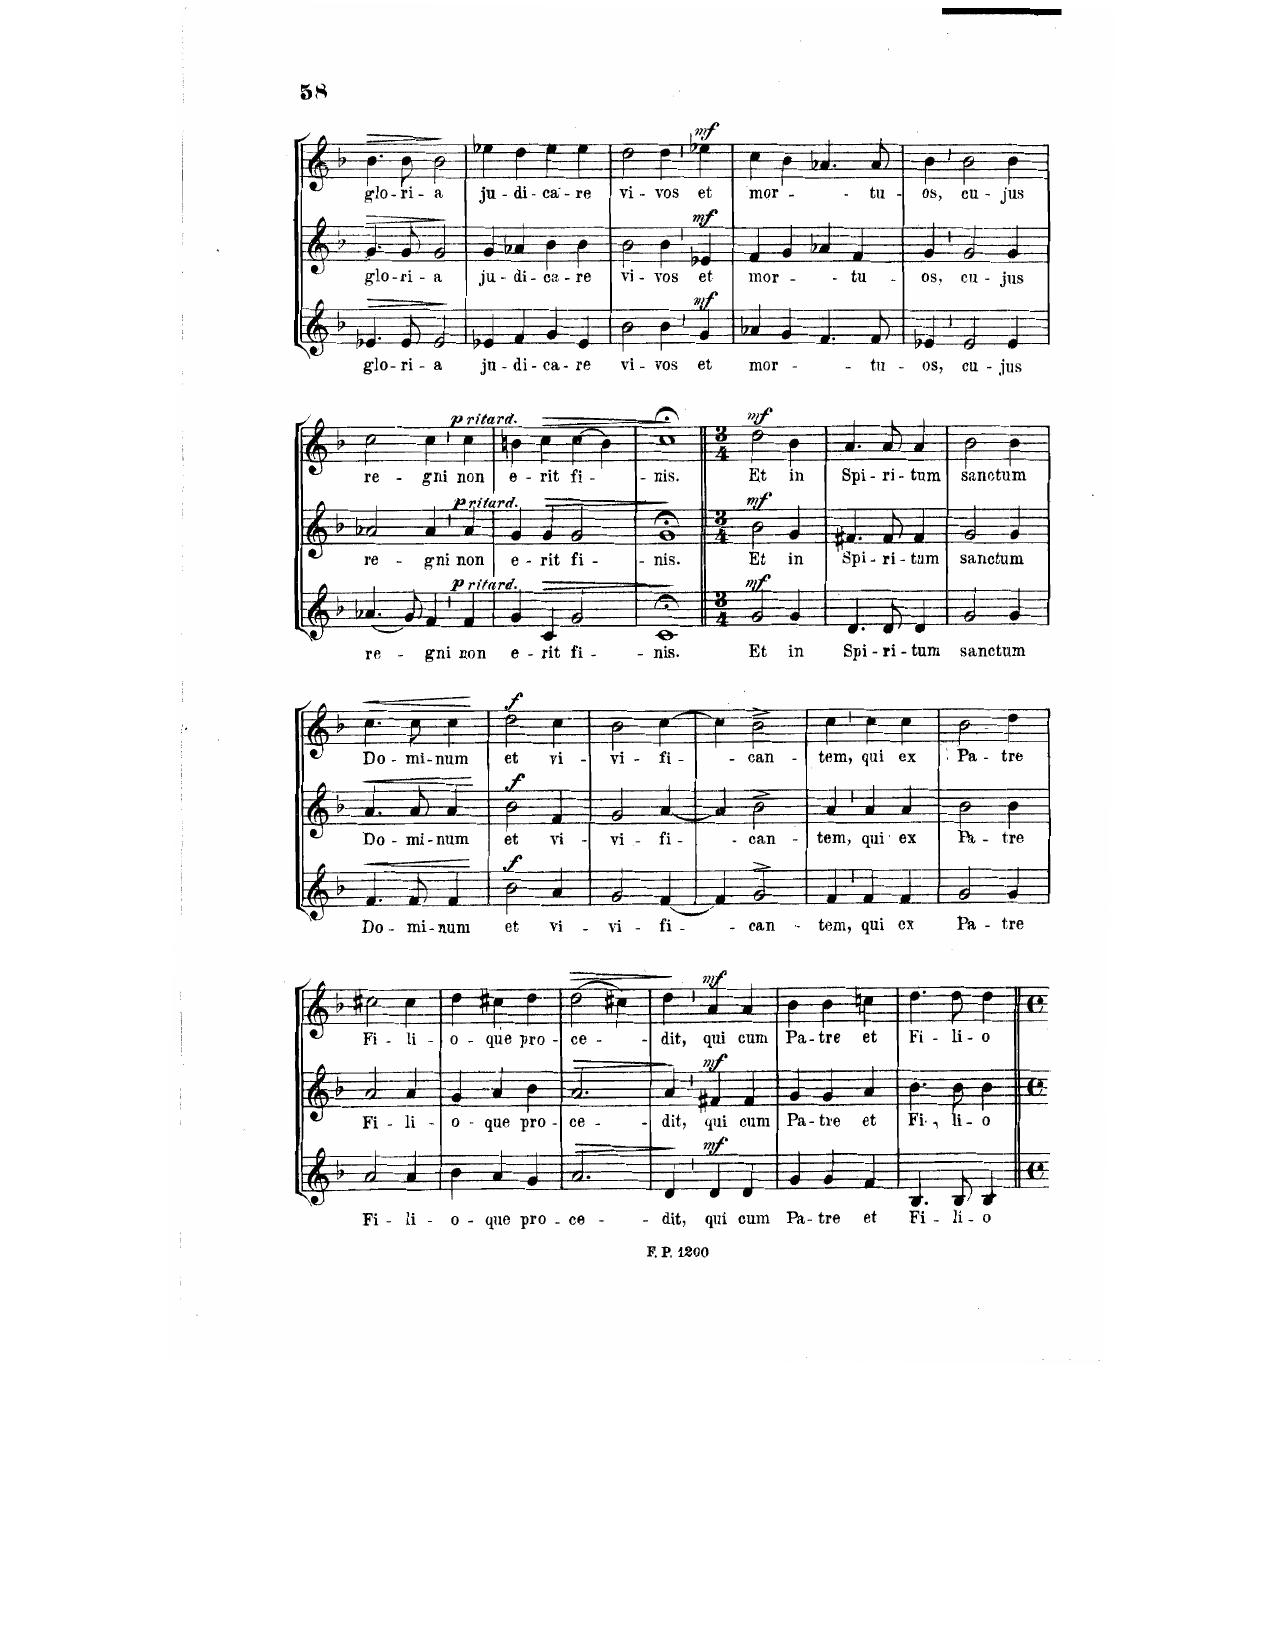 58
mf
glo-ri-a ju-di-ca-re vi-vos et mor - - tu - os, cu-jus
mf
glo-ri-a ju-di-ca-re vi-vos et mor - - tu - os, cu-jus
mf
glo-ri-a ju-di-ca-re vi-vos et mor - - tu - os, cu-jus
p ritard. mf
3
4
re - gni non e-rit fi - - nis. Et in Spi-ri-tum sanctum
p ritard. mf
3
4
re - gni non e-rit fi - - nis. Et in Spi-ri-tum sanctum
p ritard. mf
3
4
re - gni non e-rit fi - - nis. Et in Spi-ri-tum sanctum
f
Do-mi-num et vi-vi-fi - - can - tem, qui ex Pa-tre
f
Do-mi-num et vi-vi-fi - - can - tem, qui ex Pa-tre
f
Do-mi-num et vi-vi-fi - - can - tem, qui ex Pa-tre
mf
Fi-li-o-que pro-ce - - dit, qui cum Pa-tre et Fi-li-o
mf
Fi-li-o-que pro-ce - - dit, qui cum Pa-tre et Fi-li-o
mf
Fi-li-o-que pro-ce - - dit, qui cum Pa-tre et Fi-li-o
F. P. 1200